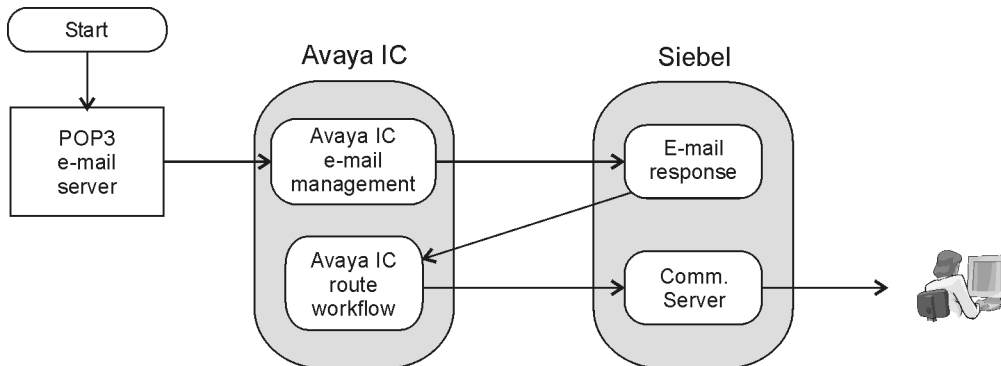 Start
POP3
e-mail
server
Avaya IC
Avaya IC
e-mail
management
Avaya IC
route
workflow
Siebel
E-mail
response
Comm.
Server